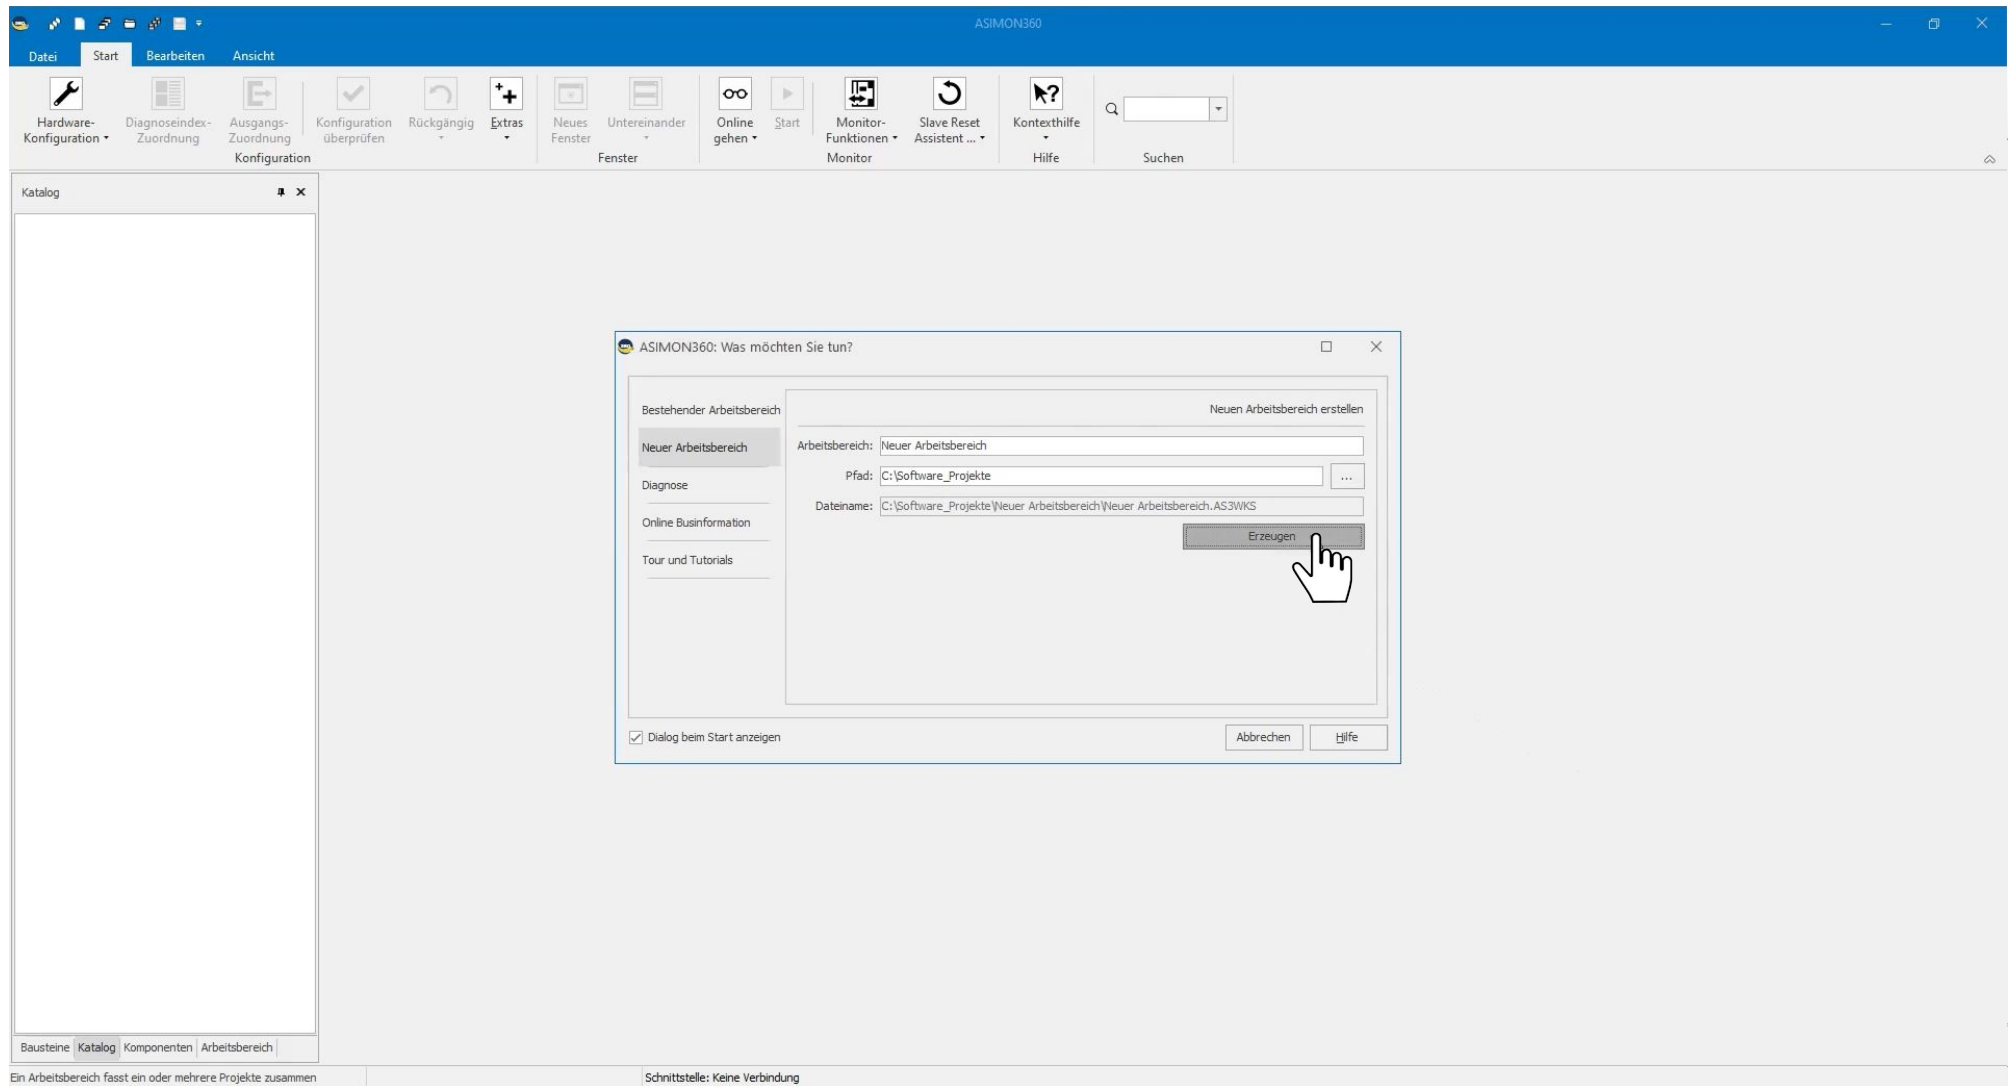 ASIMON360
Datei Start Bearbeiten Ansicht
Hardware-Konfiguration
Diagnoseindex-Zuordnung
Ausgangs-Zuordnung
Konfiguration überprüfen
Rückgängig
Extras
Neues Fenster
Untereinander
Online gehen
Start
Monitor-Funktionen
Slave Reset Assistent ...
Kontexthilfe
Konfiguration Fenster Monitor Hilfe Suchen
Katalog
ASIMON360: Was möchten Sie tun?
Bestehender Arbeitsbereich
Neuer Arbeitsbereich
Diagnose
Online Businformation
Tour und Tutorials
Neuen Arbeitsbereich erstellen
Arbeitsbereich: Neuer Arbeitsbereich
Pfad: C:\Software_Projekte ...
Dateiname: C:\Software_Projekte\Neuer Arbeitsbereich\Neuer Arbeitsbereich.AS3WKS
Erzeugen
Dialog beim Start anzeigen
Abbrechen Hilfe
Bausteine Katalog Komponenten Arbeitsbereich
Ein Arbeitsbereich fasst ein oder mehrere Projekte zusammen
Schnittstelle: Keine Verbindung